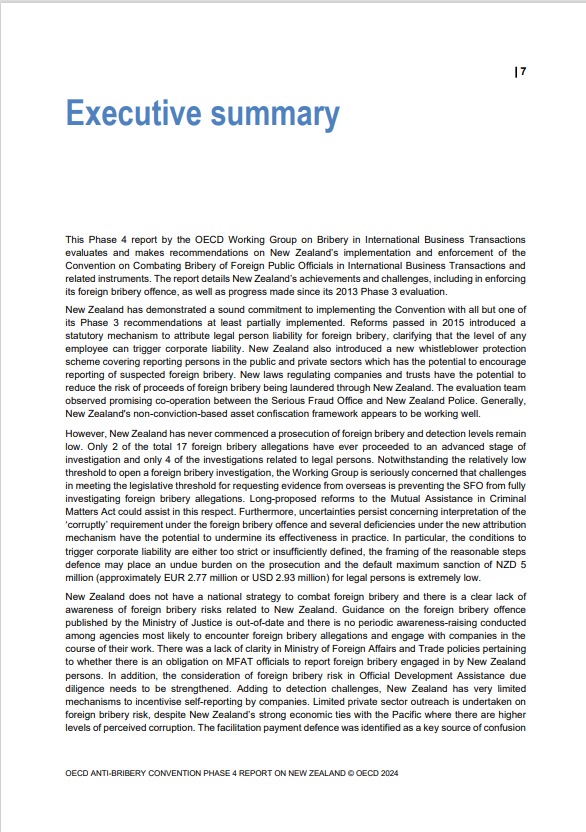 | 7
Executive summary
This Phase 4 report by the OECD Working Group on Bribery in International Business Transactions
evaluates and makes recommendations on New Zealand's implementation and enforcement of the
Convention on Combating Bribery of Foreign Public Officials in International Business Transactions and
related instruments. The report details New Zealand's achievements and challenges, including in enforcing
its foreign bribery offence, as well as progress made since its 2013 Phase 3 evaluation.
New Zealand has demonstrated a sound commitment to implementing the Convention with all but one of
its Phase 3 recommendations at least partially implemented. Reforms passed in 2015 introduced a
statutory mechanism to attribute legal person liability for foreign bribery, clarifying that the level of any
employee can trigger corporate liability. New Zealand also introduced a new whistleblower protection
scheme covering reporting persons in the public and private sectors which has the potential to encourage
reporting of suspected foreign bribery. New laws regulating companies and trusts have the potential to
reduce the risk of proceeds of foreign bribery being laundered through New Zealand. The evaluation team
observed promising co-operation between the Serious Fraud Office and New Zealand Police. Generally,
New Zealand's non-conviction-based asset confiscation framework appears to be working well.
However, New Zealand has never commenced a prosecution of foreign bribery and detection levels remain
low. Only 2 of the total 17 foreign bribery allegations have ever proceeded to an advanced stage of
investigation and only 4 of the investigations related to legal persons. Notwithstanding the relatively low
threshold to open a foreign bribery investigation, the Working Group is seriously concerned that challenges
in meeting the legislative threshold for requesting evidence from overseas is preventing the SFO from fully
investigating foreign bribery allegations. Long-proposed reforms to the Mutual Assistance in Criminal
Matters Act could assist in this respect. Furthermore, uncertainties persist concerning interpretation of the
'corruptly' requirement under the foreign bribery offence and several deficiencies under the new attribution
mechanism have the potential to undermine its effectiveness in practice. In particular, the conditions to
trigger corporate liability are either too strict or insufficiently defined, the framing of the reasonable steps
defence may place an undue burden on the prosecution and the default maximum sanction of NZD 5
million (approximately EUR 2.77 million or USD 2.93 million) for legal persons is extremely low.
New Zealand does not have a national strategy to combat foreign bribery and there is a clear lack of
awareness of foreign bribery risks related to New Zealand. Guidance on the foreign bribery offence
published by the Ministry of Justice is out-of-date and there is no periodic awareness-raising conducted
among agencies most likely to encounter foreign bribery allegations and engage with companies in the
course of their work. There was a lack of clarity in Ministry of Foreign Affairs and Trade policies pertaining
to whether there is an obligation on MFAT officials to report foreign bribery engaged in by New Zealand
persons. In addition, the consideration of foreign bribery risk in Official Development Assistance due
diligence needs to be strengthened. Adding to detection challenges, New Zealand has very limited
mechanisms to incentivise self-reporting by companies. Limited private sector outreach is undertaken on
foreign bribery risk, despite New Zealand's strong economic ties with the Pacific where there are higher
levels of perceived corruption. The facilitation payment defence was identified as a key source of confusion
OECD ANTI-BRIBERY CONVENTION PHASE 4 REPORT ON NEW ZEALAND © OECD 2024